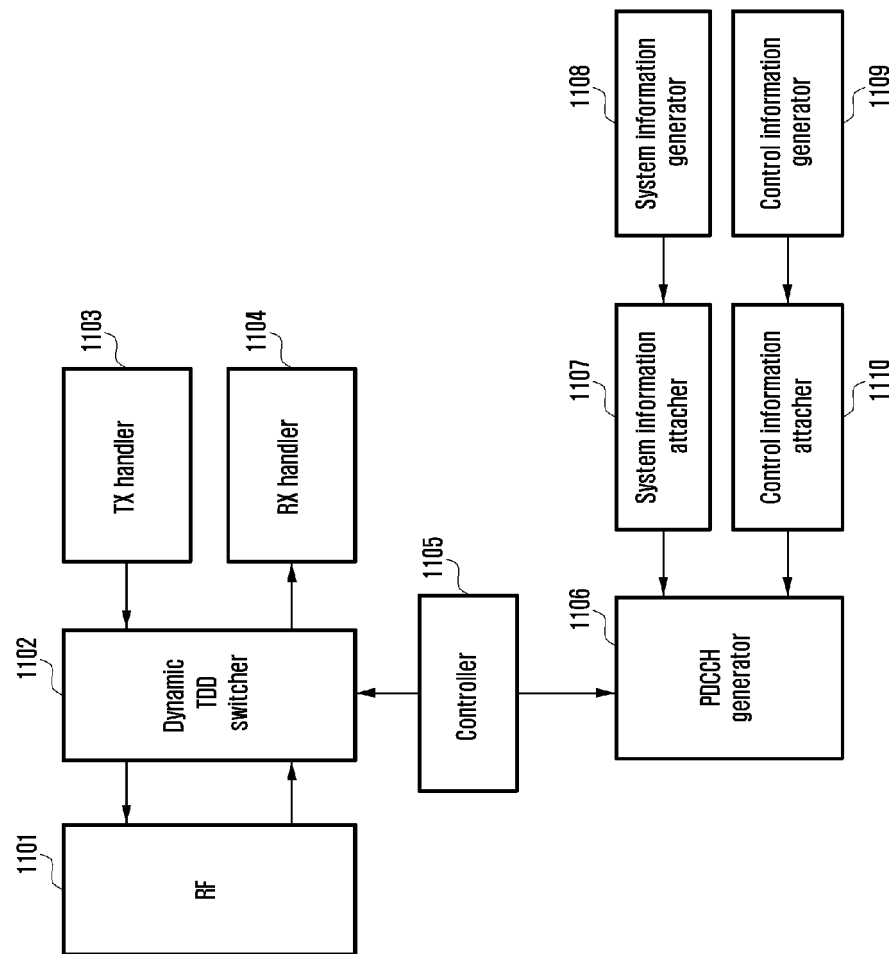 1101
RF
1102
Dynamic
TDD
switcher
1103
TX handler
1104
RX handler
1105
Controller
1106
PDCCH
generator
1107
System information
attacher
1108
System information
generator
1110
Control information
attacher
1109
Control information
generator